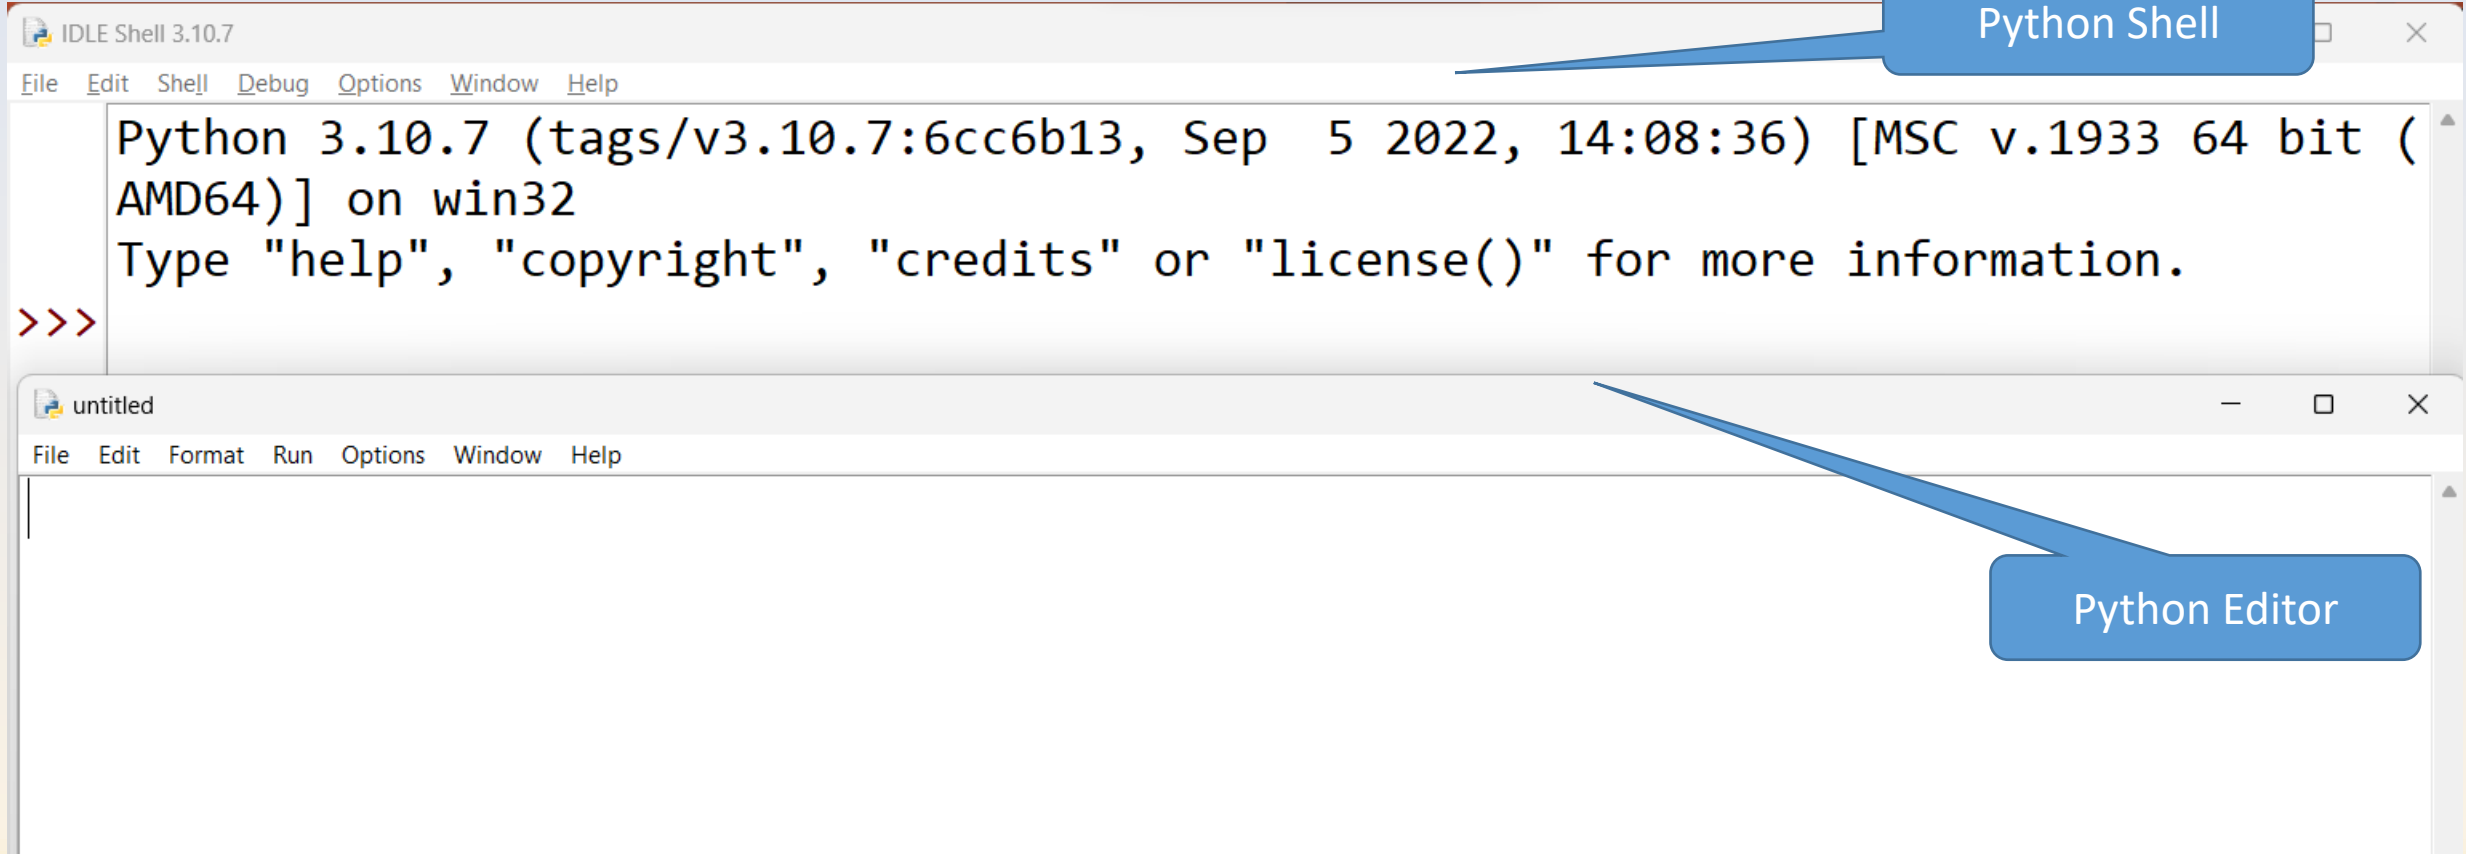 Python Shell
IDLE Shell 3.10.7
File Edit Shell Debug Options Window Help
Python 3.10.7 (tags/v3.10.7:6cc6b13, Sep  5 2022, 14:08:36) [MSC v.1933 64 bit (
AMD64)] on win32
Type "help", "copyright", "credits" or "license()" for more information.
>>>
untitled
File Edit Format Run Options Window Help
Python Editor